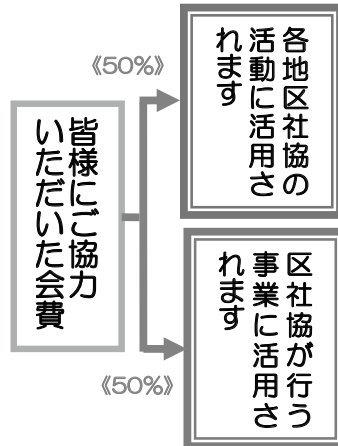 皆様にご協力
いただいた会費
《50%》
各地区社協の
活動に活用さ
れます
《50%》
区社協が行う
事業に活用さ
れます